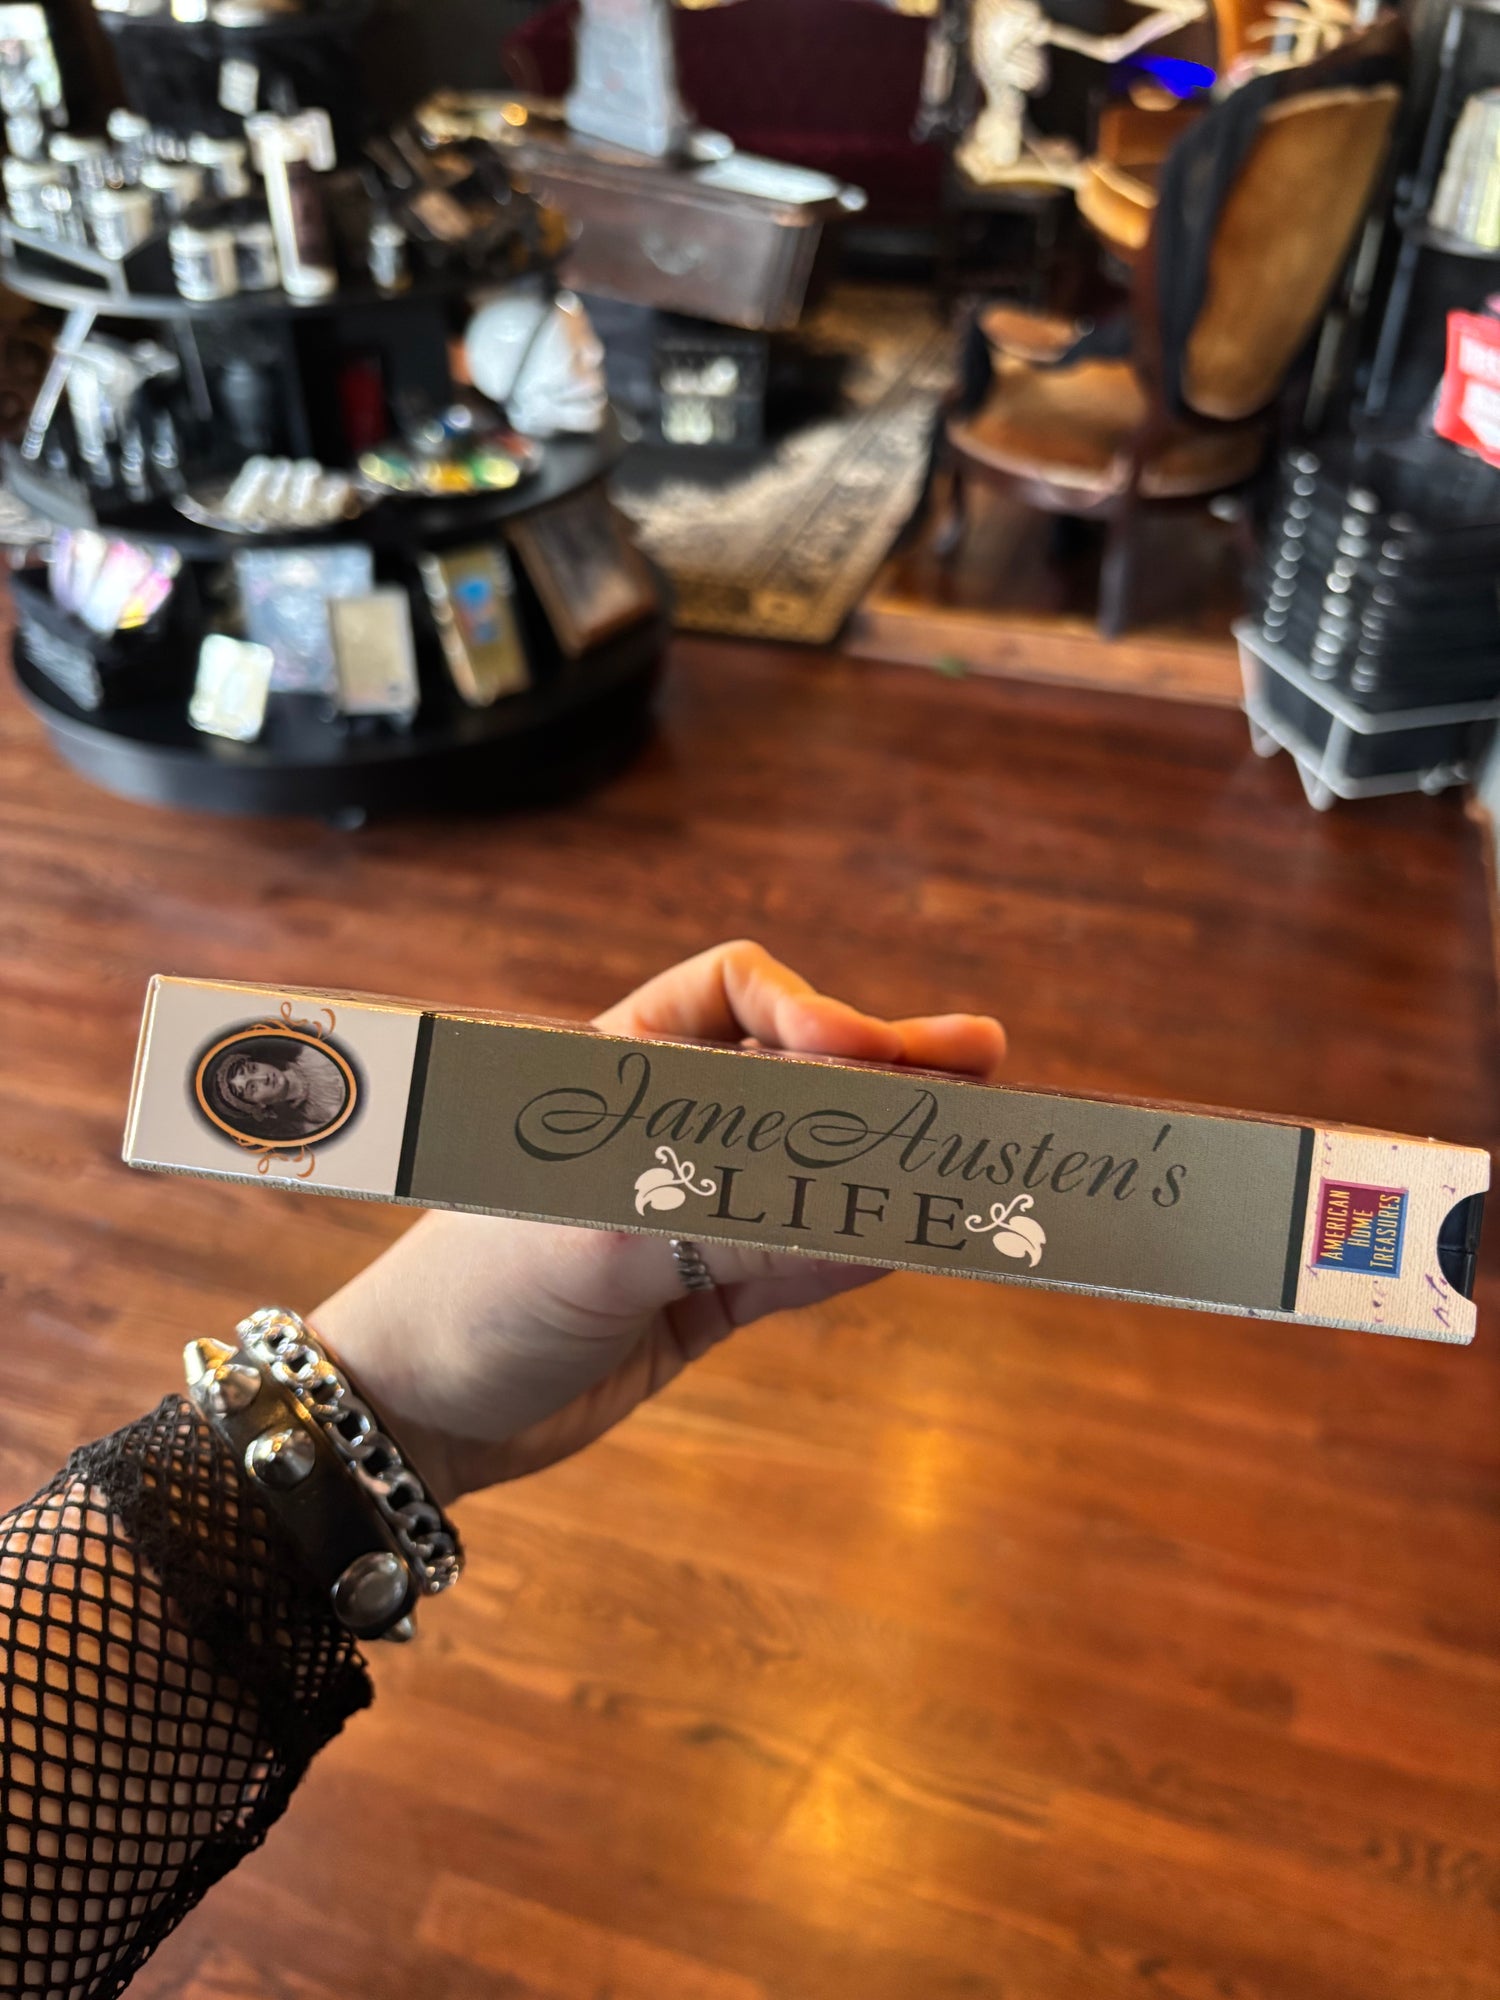 Jane Austen's
LIFE
AMERICAN
HOME
TREASURES